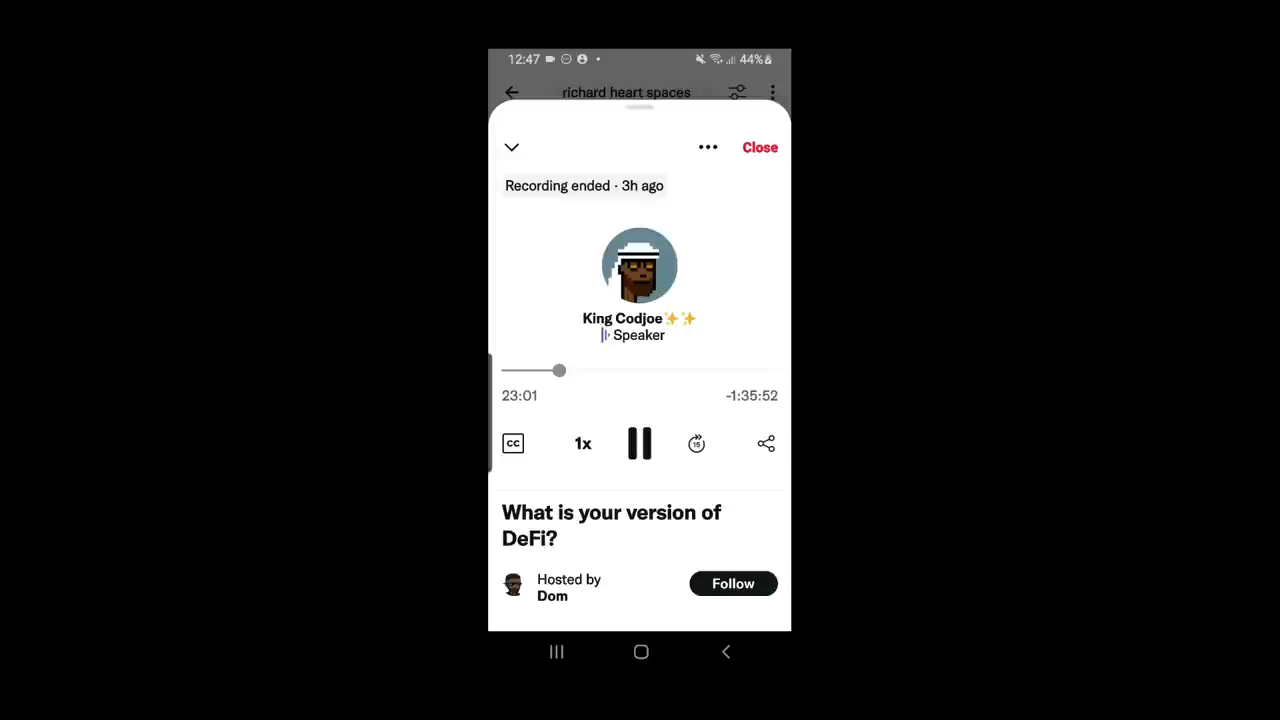 12:47 44%
richard heart spaces
Close
Recording ended · 3h ago
King Codjoe✨✨
Speaker
23:01 -1:35:52
CC 1x 15
What is your version of
DeFi?
Hosted by
Dom
Follow